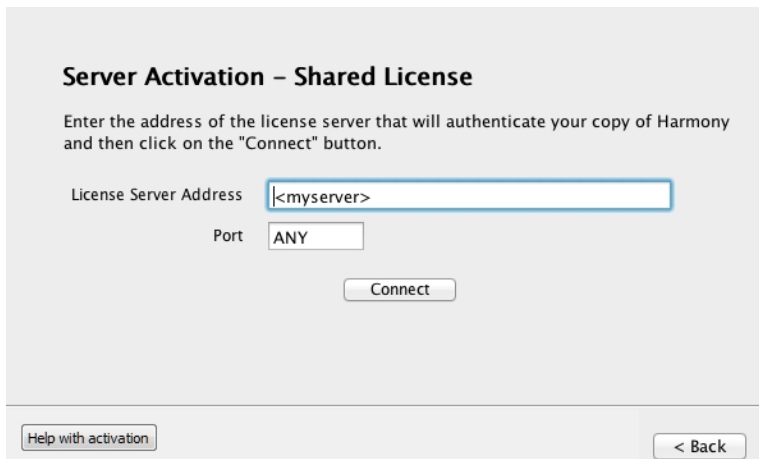 Server Activation – Shared License
Enter the address of the license server that will authenticate your copy of Harmony
and then click on the "Connect" button.
License Server Address <myserver>
Port ANY
Connect
Help with activation
< Back